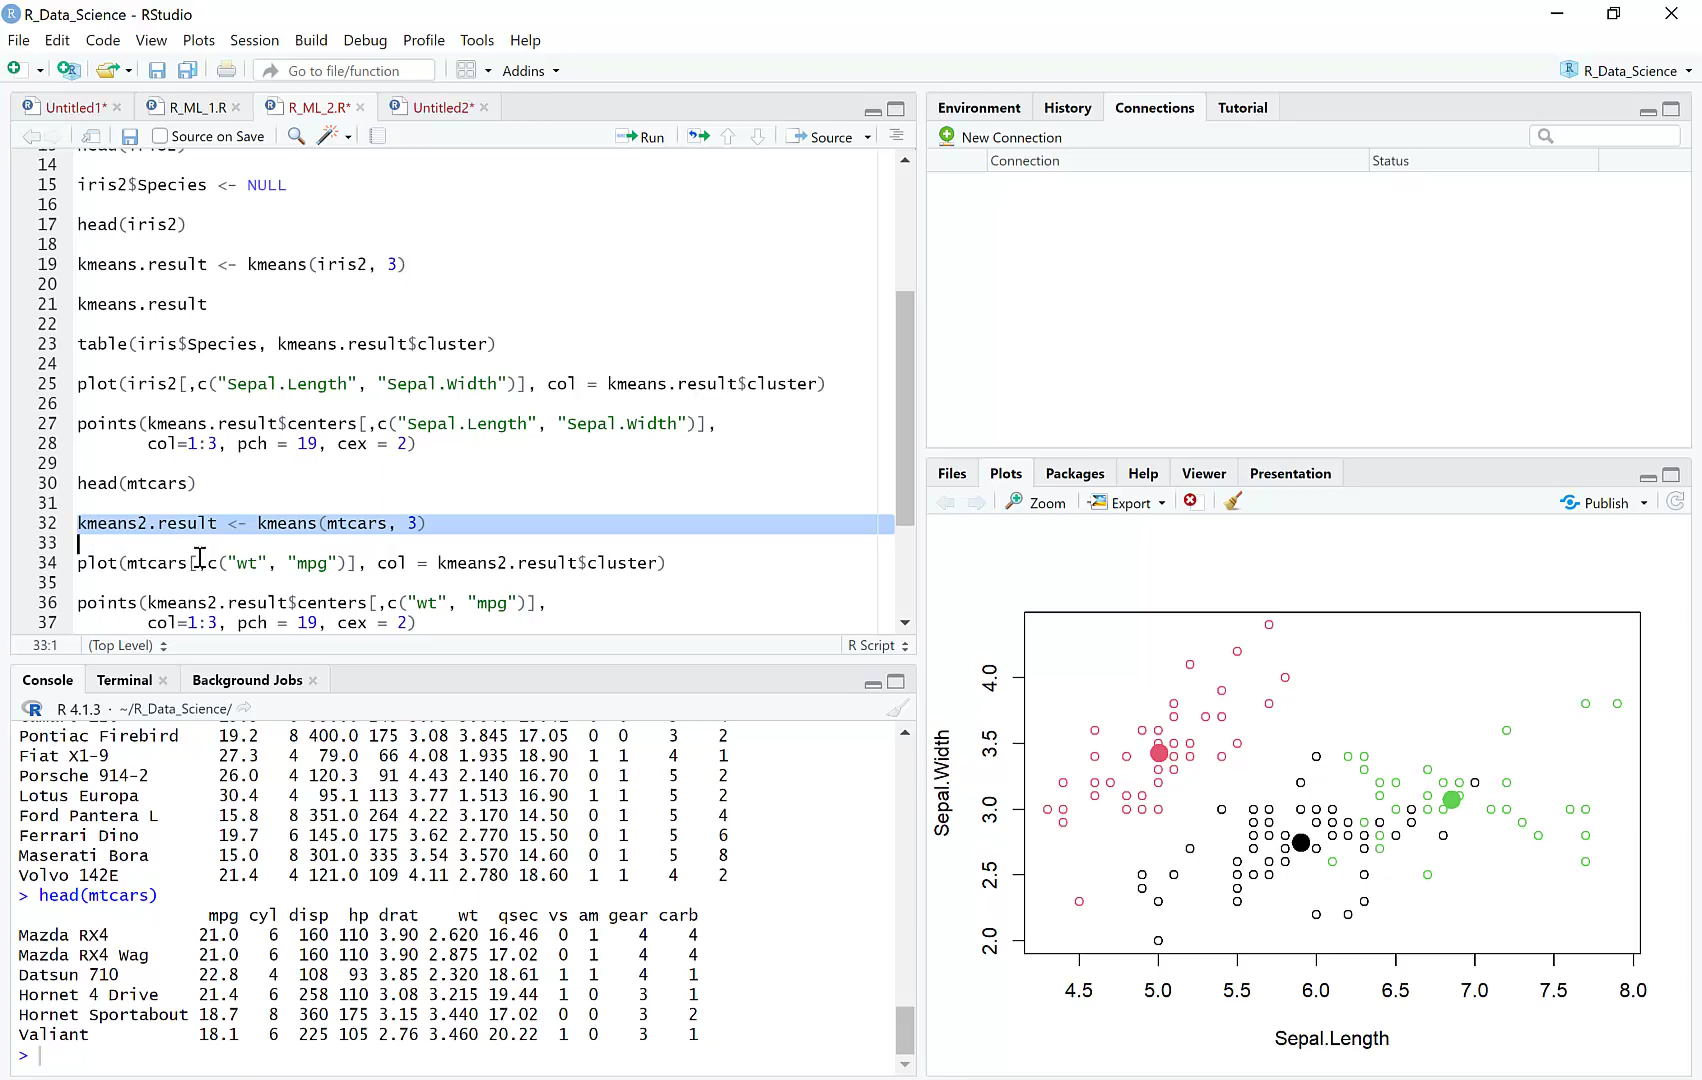 R_Data_Science - RStudio
File Edit Code View Plots Session Build Debug Profile Tools Help
Go to file/function Addins R_Data_Science
Untitled1* R_ML_1.R R_ML_2.R* Untitled2*
Source on Save Run Source
14
15 iris2$Species <- NULL
16
17 head(iris2)
18
19 kmeans.result <- kmeans(iris2, 3)
20
21 kmeans.result
22
23 table(iris$Species, kmeans.result$cluster)
24
25 plot(iris2[,c("Sepal.Length", "Sepal.Width")], col = kmeans.result$cluster)
26
27 points(kmeans.result$centers[,c("Sepal.Length", "Sepal.Width")],
28 col=1:3, pch = 19, cex = 2)
29
30 head(mtcars)
31
32 kmeans2.result <- kmeans(mtcars, 3)
33
34 plot(mtcars[,c("wt", "mpg")], col = kmeans2.result$cluster)
35
36 points(kmeans2.result$centers[,c("wt", "mpg")],
37 col=1:3, pch = 19, cex = 2)
33:1 (Top Level) R Script
Console Terminal Background Jobs
R 4.1.3 · ~/R_Data_Science/
Pontiac Firebird 19.2 8 400.0 175 3.08 3.845 17.05 0 0 3 2
Fiat X1-9 27.3 4 79.0 66 4.08 1.935 18.90 1 1 4 1
Porsche 914-2 26.0 4 120.3 91 4.43 2.140 16.70 0 1 5 2
Lotus Europa 30.4 4 95.1 113 3.77 1.513 16.90 1 1 5 2
Ford Pantera L 15.8 8 351.0 264 4.22 3.170 14.50 0 1 5 4
Ferrari Dino 19.7 6 145.0 175 3.62 2.770 15.50 0 1 5 6
Maserati Bora 15.0 8 301.0 335 3.54 3.570 14.60 0 1 5 8
Volvo 142E 21.4 4 121.0 109 4.11 2.780 18.60 1 1 4 2
> head(mtcars)
mpg cyl disp hp drat wt qsec vs am gear carb
Mazda RX4 21.0 6 160 110 3.90 2.620 16.46 0 1 4 4
Mazda RX4 Wag 21.0 6 160 110 3.90 2.875 17.02 0 1 4 4
Datsun 710 22.8 4 108 93 3.85 2.320 18.61 1 1 4 1
Hornet 4 Drive 21.4 6 258 110 3.08 3.215 19.44 1 0 3 1
Hornet Sportabout 18.7 8 360 175 3.15 3.440 17.02 0 0 3 2
Valiant 18.1 6 225 105 2.76 3.460 20.22 1 0 3 1
>
Environment History Connections Tutorial
New Connection
Connection Status
Files Plots Packages Help Viewer Presentation
Zoom Export Publish
Sepal.Width
4.0
3.5
3.0
2.5
2.0
4.5 5.0 5.5 6.0 6.5 7.0 7.5 8.0
Sepal.Length